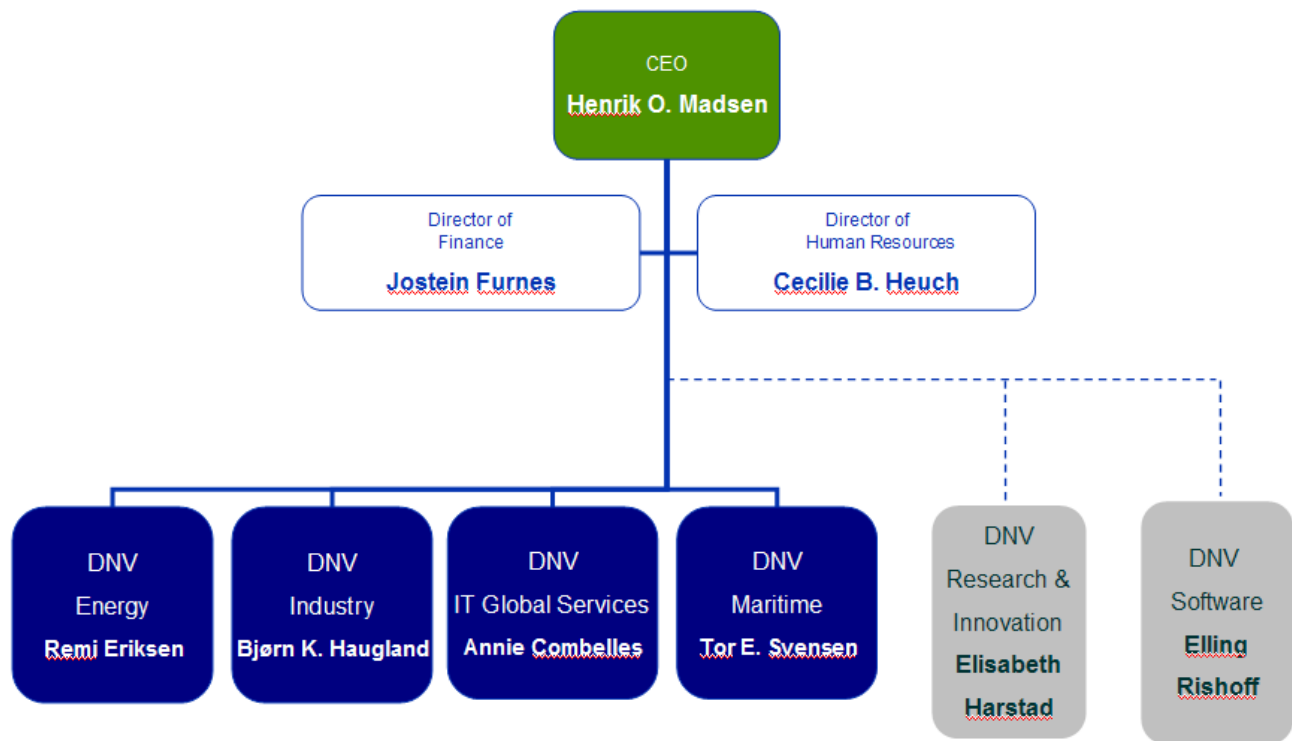 CEO
Henrik O. Madsen
Director of
Finance
Jostein Furnes
Director of
Human Resources
Cecilie B. Heuch
DNV
Energy
Remi Eriksen
DNV
Industry
Bjørn K. Haugland
DNV
IT Global Services
Annie Combelles
DNV
Maritime
Tor E. Svensen
DNV
Research &
Innovation
Elisabeth
Harstad
DNV
Software
Elling
Rishoff